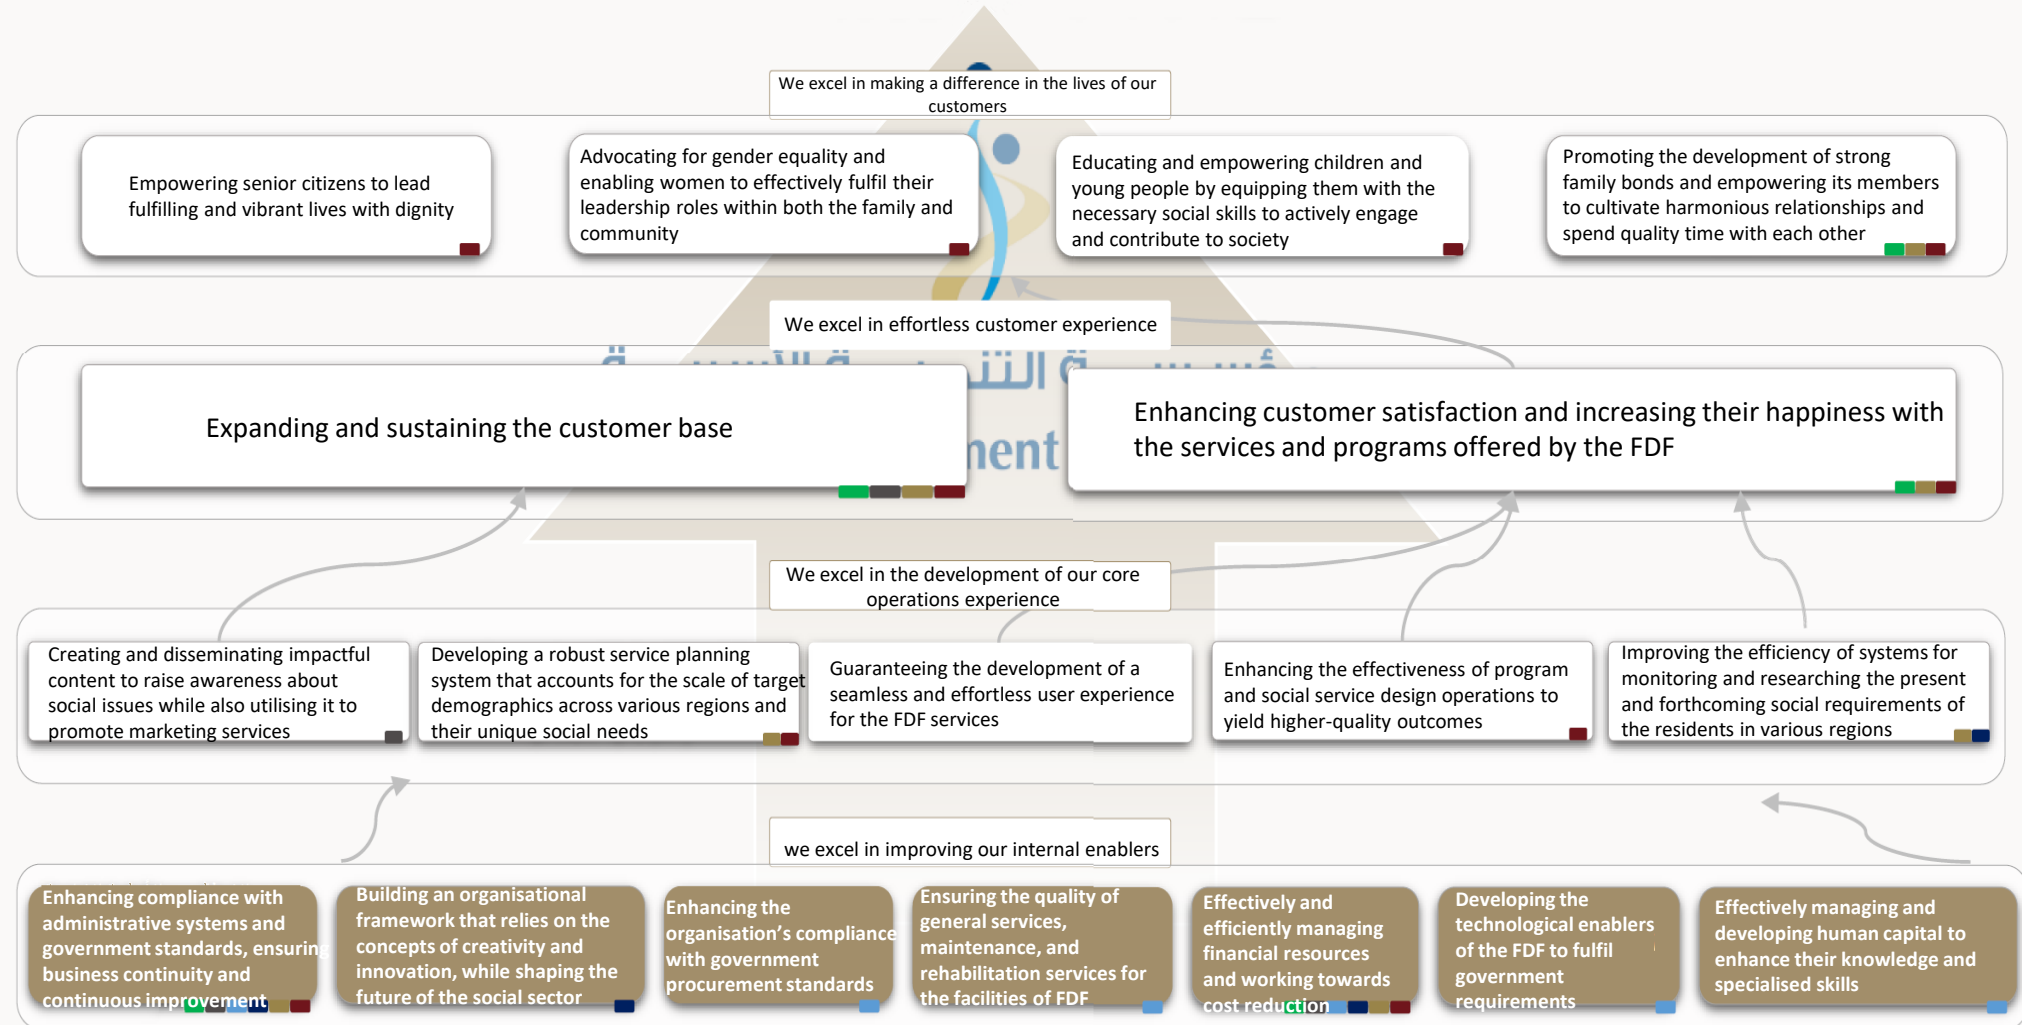 We excel in making a difference in the lives of our
customers
Empowering senior citizens to lead
fulfilling and vibrant lives with dignity
Advocating for gender equality and
enabling women to effectively fulfil their
leadership roles within both the family and
community
Educating and empowering children and
young people by equipping them with the
necessary social skills to actively engage
and contribute to society
Promoting the development of strong
family bonds and empowering its members
to cultivate harmonious relationships and
spend quality time with each other
We excel in effortless customer experience
Expanding and sustaining the customer base
Enhancing customer satisfaction and increasing their happiness with
the services and programs offered by the FDF
We excel in the development of our core
operations experience
Creating and disseminating impactful
content to raise awareness about
social issues while also utilising it to
promote marketing services
Developing a robust service planning
system that accounts for the scale of target
demographics across various regions and
their unique social needs
Guaranteeing the development of a
seamless and effortless user experience
for the FDF services
Enhancing the effectiveness of program
and social service design operations to
yield higher-quality outcomes
Improving the efficiency of systems for
monitoring and researching the present
and forthcoming social requirements of
the residents in various regions
we excel in improving our internal enablers
Enhancing compliance with
administrative systems and
government standards, ensuring
business continuity and
continuous improvement
Building an organisational
framework that relies on the
concepts of creativity and
innovation, while shaping the
future of the social sector
Enhancing the
organisation’s compliance
with government
procurement standards
Ensuring the quality of
general services,
maintenance, and
rehabilitation services for
the facilities of FDF
Effectively and
efficiently managing
financial resources
and working towards
cost reduction
Developing the
technological enablers
of the FDF to fulfil
government
requirements
Effectively managing and
developing human capital to
enhance their knowledge and
specialised skills